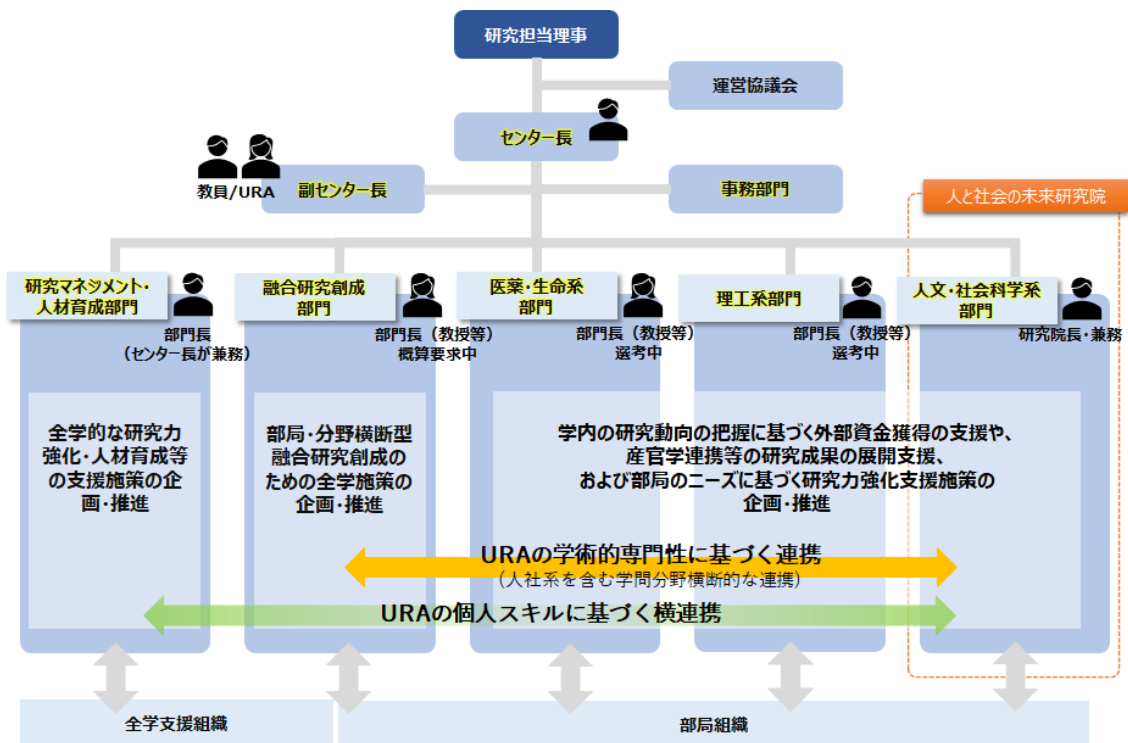 研究担当理事
運営協議会
センター長
教員/URA
副センター長
事務部門
人と社会の未来研究院
研究マネジメント・
人材育成部門
部門長
（センター長が兼務）
融合研究創成
部門
部門長（教授等）
概算要求中
医薬・生命系
部門
部門長（教授等）
選考中
理工系部門
部門長（教授等）
選考中
人文・社会科学系
部門
研究院長・兼務
全学的な研究力
強化・人材育成等
の支援施策の企
画・推進
部局・分野横断型
融合研究創成の
ための全学施策の
企画・推進
学内の研究動向の把握に基づく外部資金獲得の支援や、
産官学連携等の研究成果の展開支援、
および部局のニーズに基づく研究力強化支援施策の
企画・推進
URAの学術的専門性に基づく連携
（人社系を含む学問分野横断的な連携）
URAの個人スキルに基づく横連携
全学支援組織
部局組織